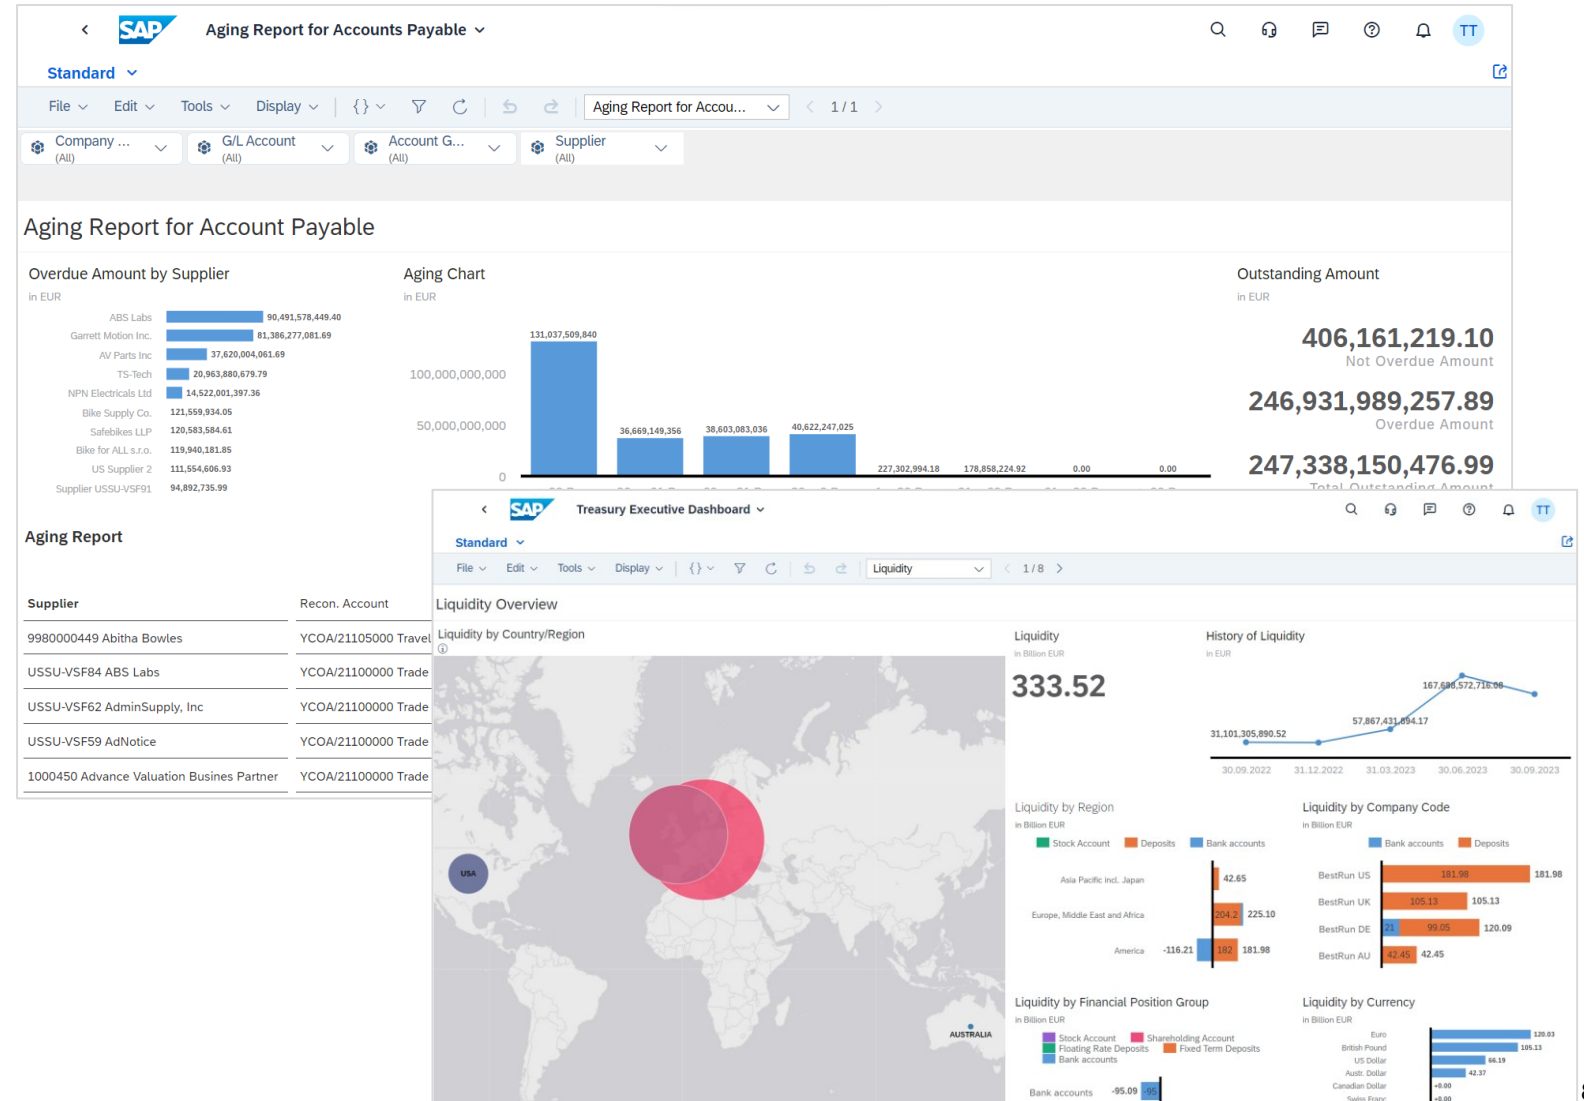 SAP
Aging Report for Accounts Payable
TT
Standard
File
Edit
Tools
Display
{}
Aging Report for Accou...
1 / 1
Company ...
(All)
G/L Account
(All)
Account G...
(All)
Supplier
(All)
Aging Report for Account Payable
Overdue Amount by Supplier
in EUR
ABS Labs 90,491,578,449.40
Garrett Motion Inc. 81,386,277,081.69
AV Parts Inc 37,620,004,061.69
TS-Tech 20,963,880,679.79
NPN Electricals Ltd 14,522,001,397.36
Bike Supply Co. 121,559,934.05
Safebikes LLP 120,583,584.61
Bike for ALL s.r.o. 119,940,181.85
US Supplier 2 111,554,606.93
Supplier USSU-VSF91 94,892,735.99
Aging Chart
in EUR
131,037,509,840
100,000,000,000
50,000,000,000
0
36,669,149,356
38,603,083,036
40,622,247,025
227,302,994.18
178,858,224.92
0.00
0.00
Outstanding Amount
in EUR
406,161,219.10
Not Overdue Amount
246,931,989,257.89
Overdue Amount
247,338,150,476.99
Total Outstanding Amount
Aging Report
Supplier Recon. Account
9980000449 Abitha Bowles YCOA/21105000 Travel
USSU-VSF84 ABS Labs YCOA/21100000 Trade
USSU-VSF62 AdminSupply, Inc YCOA/21100000 Trade
USSU-VSF59 AdNotice YCOA/21100000 Trade
1000450 Advance Valuation Busines Partner YCOA/21100000 Trade
SAP
Treasury Executive Dashboard
TT
Standard
File
Edit
Tools
Display
{}
Liquidity
1 / 8
Liquidity Overview
Liquidity by Country/Region
USA
AUSTRALIA
Liquidity
in Billion EUR
333.52
History of Liquidity
in EUR
31,101,305,890.52
57,867,431,894.17
167,688,572,716.08
30.09.2022 31.12.2022 31.03.2023 30.06.2023 30.09.2023
Liquidity by Region
in Billion EUR
Stock Account Deposits Bank accounts
Asia Pacific incl. Japan 42.65
Europe, Middle East and Africa 204.2 225.10
America -116.21 182 181.98
Liquidity by Company Code
in Billion EUR
Bank accounts Deposits
BestRun US 181.98 181.98
BestRun UK 105.13 105.13
BestRun DE 21 99.05 120.09
BestRun AU 42.45 42.45
Liquidity by Financial Position Group
in Billion EUR
Stock Account Shareholding Account
Floating Rate Deposits Fixed Term Deposits
Bank accounts
Bank accounts -95.09 -95
Liquidity by Currency
in Billion EUR
Euro 120.03
British Pound 105.13
US Dollar 66.19
Austr. Dollar 42.37
Canadian Dollar +0.00
Swiss Franc +0.00